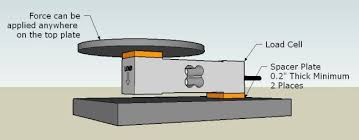 Force can be
applied anywhere
on the top plate
Load Cell
Spacer Plate
0.2" Thick Minimum
2 Places